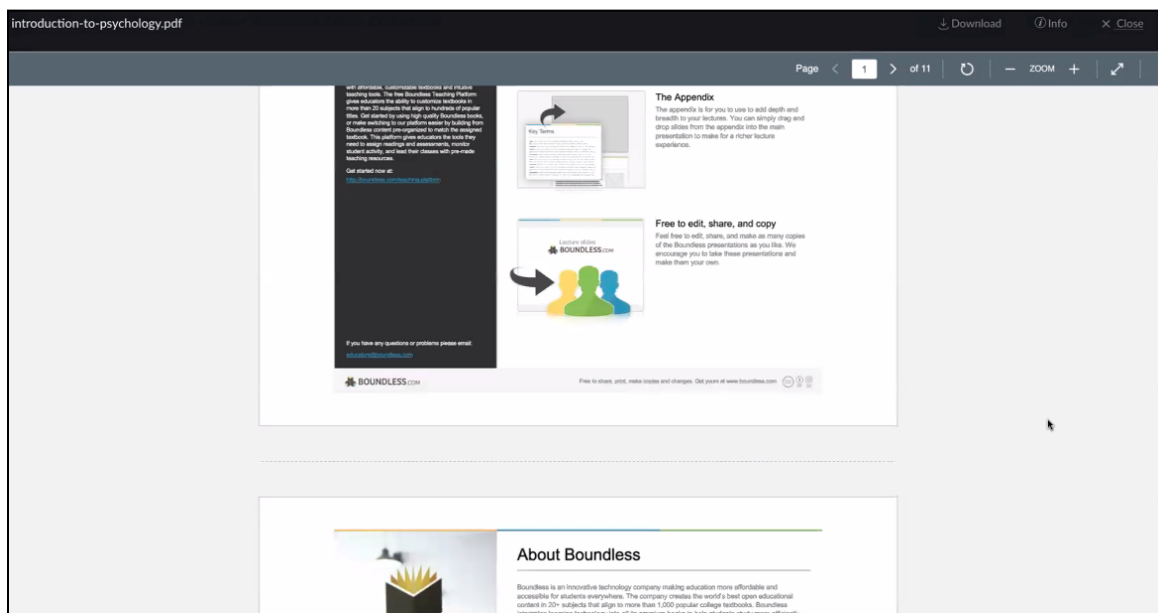 introduction-to-psychology.pdf
Download
Info
Close
Page
1
of 11
ZOOM
with affordable, customizable textbooks and intuitive
teaching tools. The free Boundless Teaching Platform
gives educators the ability to customize textbooks in
more than 20 subjects that align to hundreds of popular
titles. Get started by using high quality Boundless books,
or make switching to our platform easier by building from
Boundless content pre-organized to match the assigned
textbook. This platform gives educators the tools they
need to assign readings and assessments, monitor
student activity, and lead their classes with pre-made
teaching resources.
Get started now at:
http://boundless.com/teaching-platform
If you have any questions or problems please email:
educators@boundless.com
Key Terms
The Appendix
The appendix is for you to use to add depth and
breadth to your lectures. You can simply drag and
drop slides from the appendix into the main
presentation to make for a richer lecture
experience.
Lecture slides
BOUNDLESS.COM
Free to edit, share, and copy
Feel free to edit, share, and make as many copies
of the Boundless presentations as you like. We
encourage you to take these presentations and
make them your own.
BOUNDLESS.COM
Free to share, print, make copies and changes. Get yours at www.boundless.com
About Boundless
Boundless is an innovative technology company making education more affordable and
accessible for students everywhere. The company creates the world's best open educational
content in 20+ subjects that align to more than 1,000 popular college textbooks. Boundless